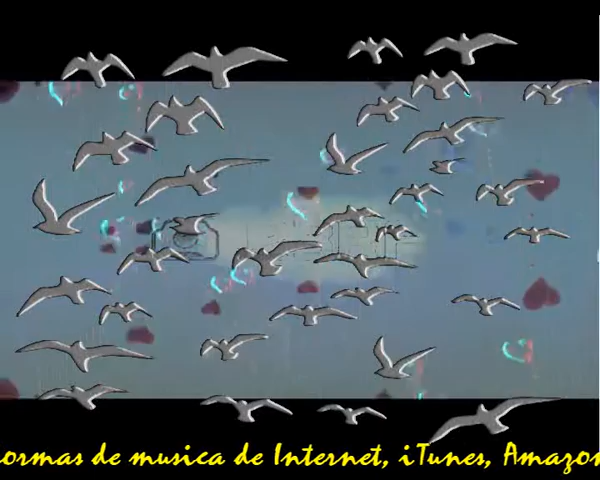 ormas de musica de Internet, iTunes, Amazon